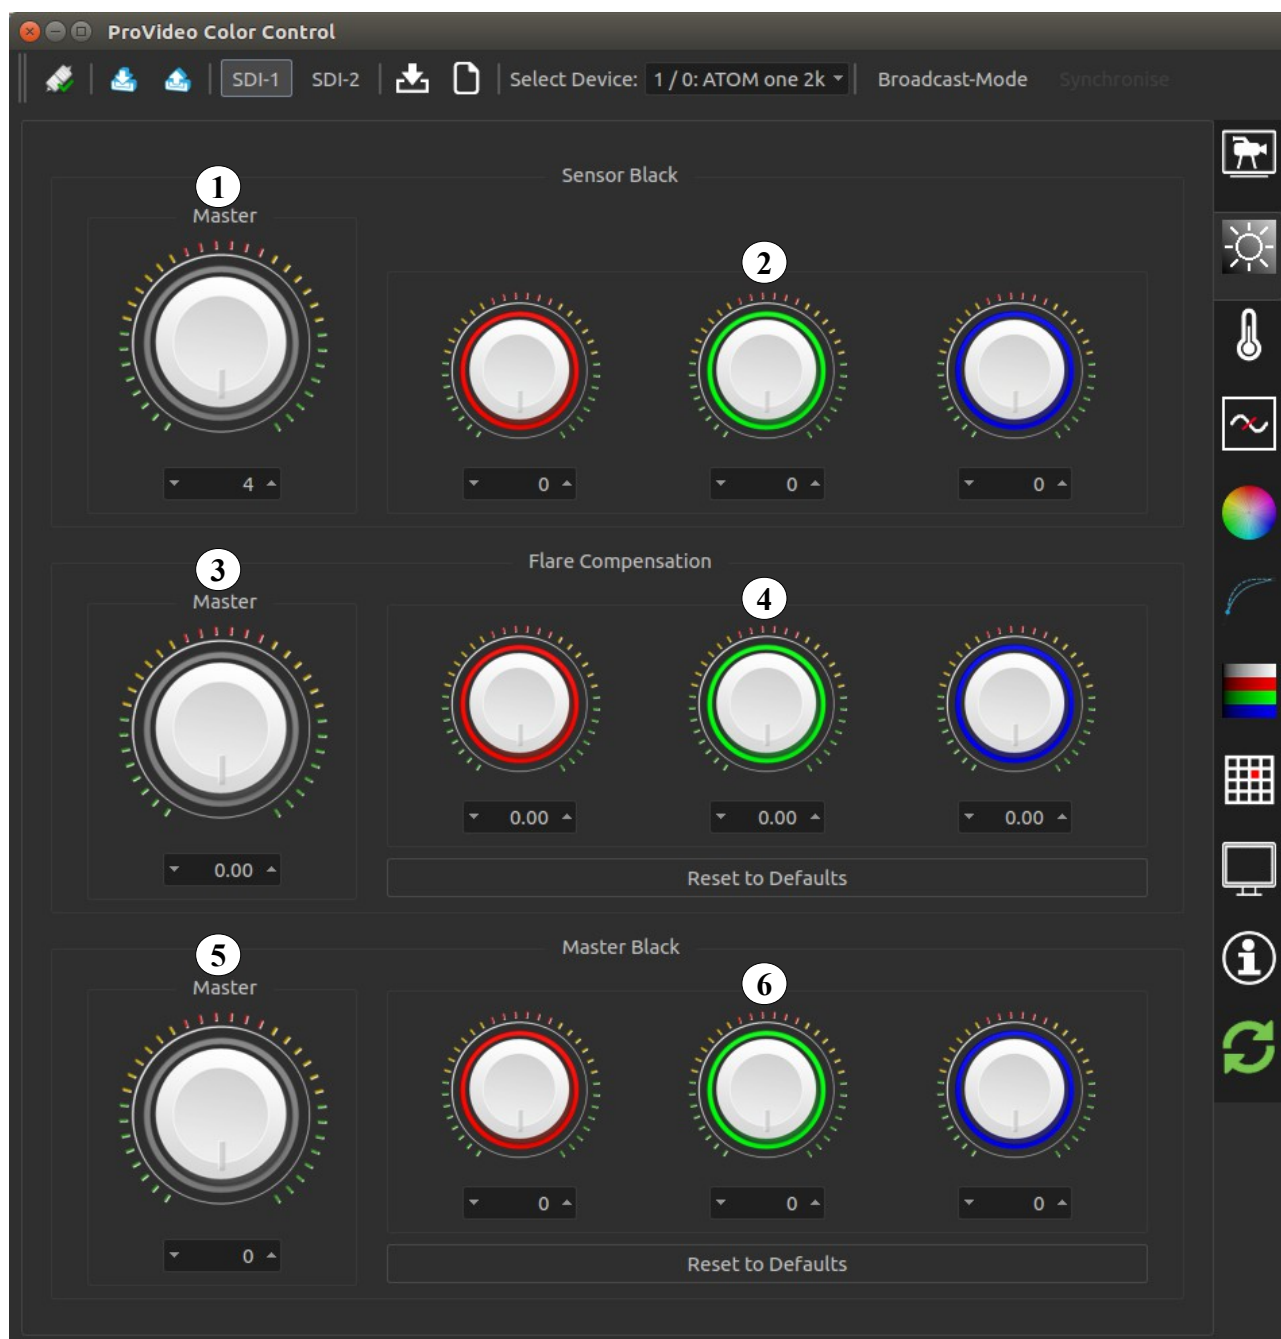 ProVideo Color Control
SDI-1 SDI-2 Select Device: 1 / 0: ATOM one 2k Broadcast-Mode Synchronise
Sensor Black
1
Master
2
4 0 0 0
Flare Compensation
3
Master
4
0.00 0.00 0.00
0.00
Reset to Defaults
Master Black
5
Master
6
0 0 0
0
Reset to Defaults